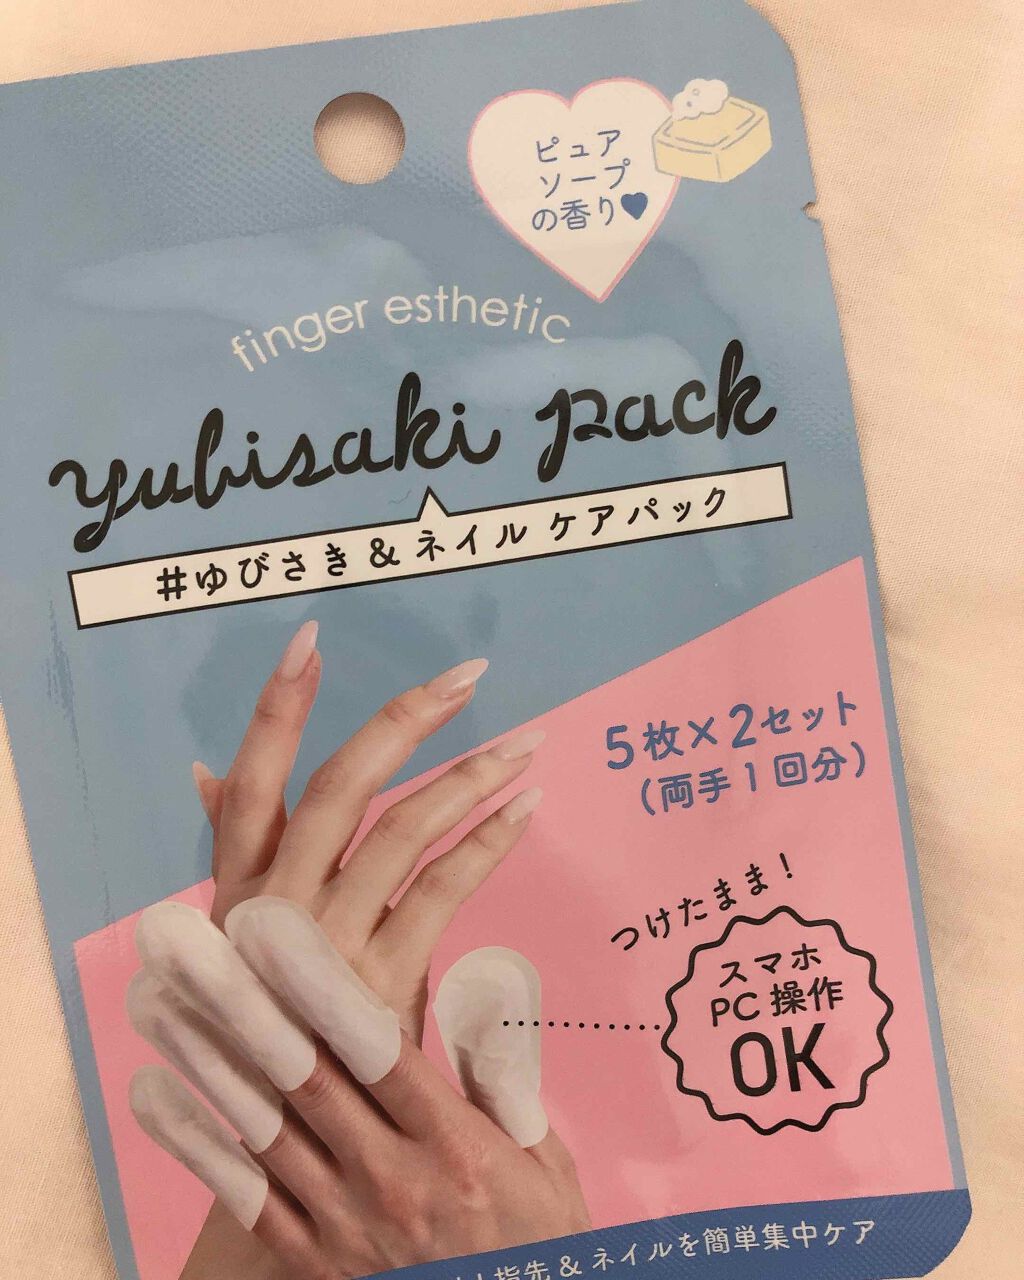 ピュア
ソープ
の香り♥
finger esthetic
yubisaki pack
#ゆびさき&ネイル ケアパック
5枚×2セット
(両手1回分)
つけたまま!
スマホ
PC操作
OK
指先&ネイルを簡単集中ケア